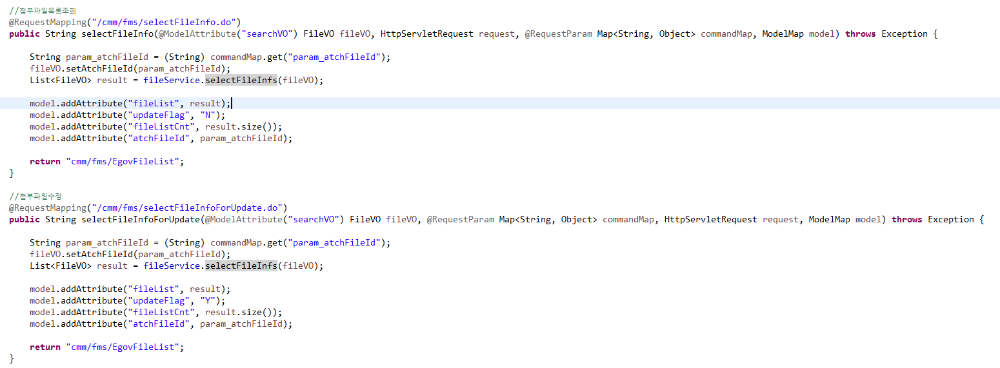 //첨부파일목록조회
@RequestMapping("/cmm/fms/selectFileInfo.do")
public String selectFileInfo(@ModelAttribute("searchVO") FileVO fileVO, HttpServletRequest request, @RequestParam Map<String, Object> commandMap, ModelMap model) throws Exception {
String param_atchFileId = (String) commandMap.get("param_atchFileId");
fileVO.setAtchFileId(param_atchFileId);
List<FileVO> result = fileService.selectFileInfs(fileVO);
model.addAttribute("fileList", result);
model.addAttribute("updateFlag", "N");
model.addAttribute("fileListCnt", result.size());
model.addAttribute("atchFileId", param_atchFileId);
return "cmm/fms/EgovFileList";
}
//첨부파일수정
@RequestMapping("/cmm/fms/selectFileInfoForUpdate.do")
public String selectFileInfoForUpdate(@ModelAttribute("searchVO") FileVO fileVO, @RequestParam Map<String, Object> commandMap, HttpServletRequest request, ModelMap model) throws Exception {
String param_atchFileId = (String) commandMap.get("param_atchFileId");
fileVO.setAtchFileId(param_atchFileId);
List<FileVO> result = fileService.selectFileInfs(fileVO);
model.addAttribute("fileList", result);
model.addAttribute("updateFlag", "Y");
model.addAttribute("fileListCnt", result.size());
model.addAttribute("atchFileId", param_atchFileId);
return "cmm/fms/EgovFileList";
}